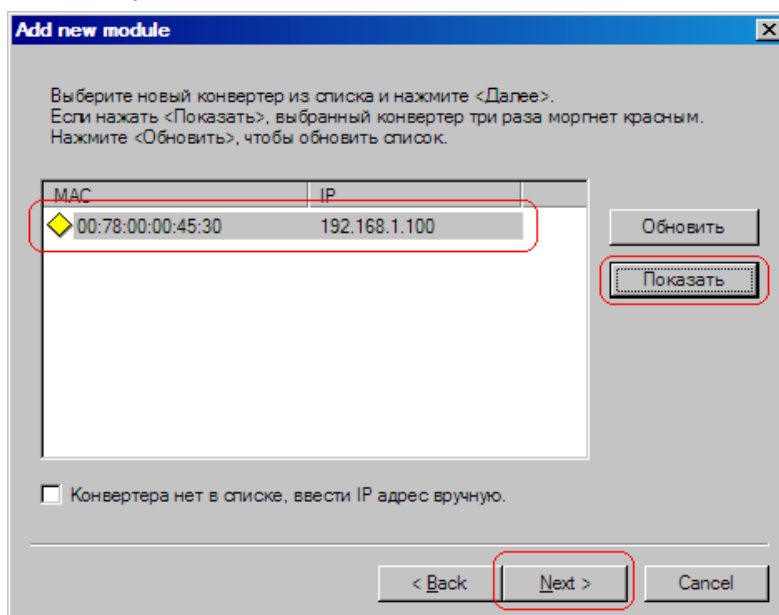 Add new module
Выберите новый конвертер из списка и нажмите <Далее>.
Если нажать <Показать>, выбранный конвертер три раза моргнет красным.
Нажмите <Обновить>, чтобы обновить список.
MAC IP
00:78:00:00:45:30 192.168.1.100
Обновить
Показать
Конвертера нет в списке, ввести IP адрес вручную.
< Back Next > Cancel